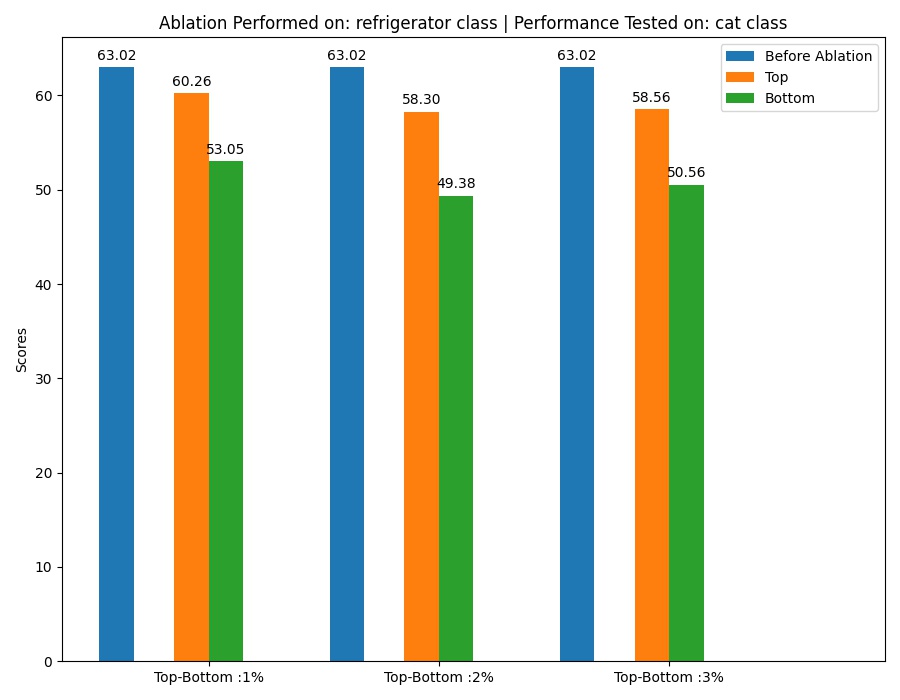 Ablation Performed on: refrigerator class | Performance Tested on: cat class
Before Ablation
Top
Bottom
63.02
60.26
53.05
63.02
58.30
49.38
63.02
58.56
50.56
Scores
60
50
40
30
20
10
0
Top-Bottom :1%
Top-Bottom :2%
Top-Bottom :3%